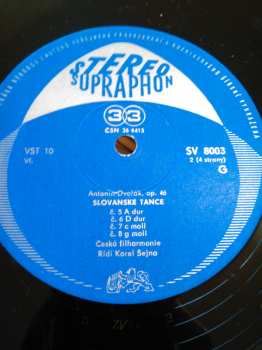 STEREO
SUPRAPHON
33
ČSN 36 8415
VST 10
vf.
SV 8003
2 (4 strany)
G
Antonín Dvořák, op. 46
SLOVANSKÉ TANCE
č. 5 A dur
č. 6 D dur
č. 7 c moll
č. 8 g moll
Česká filharmonie
Řídí Karel Šejna